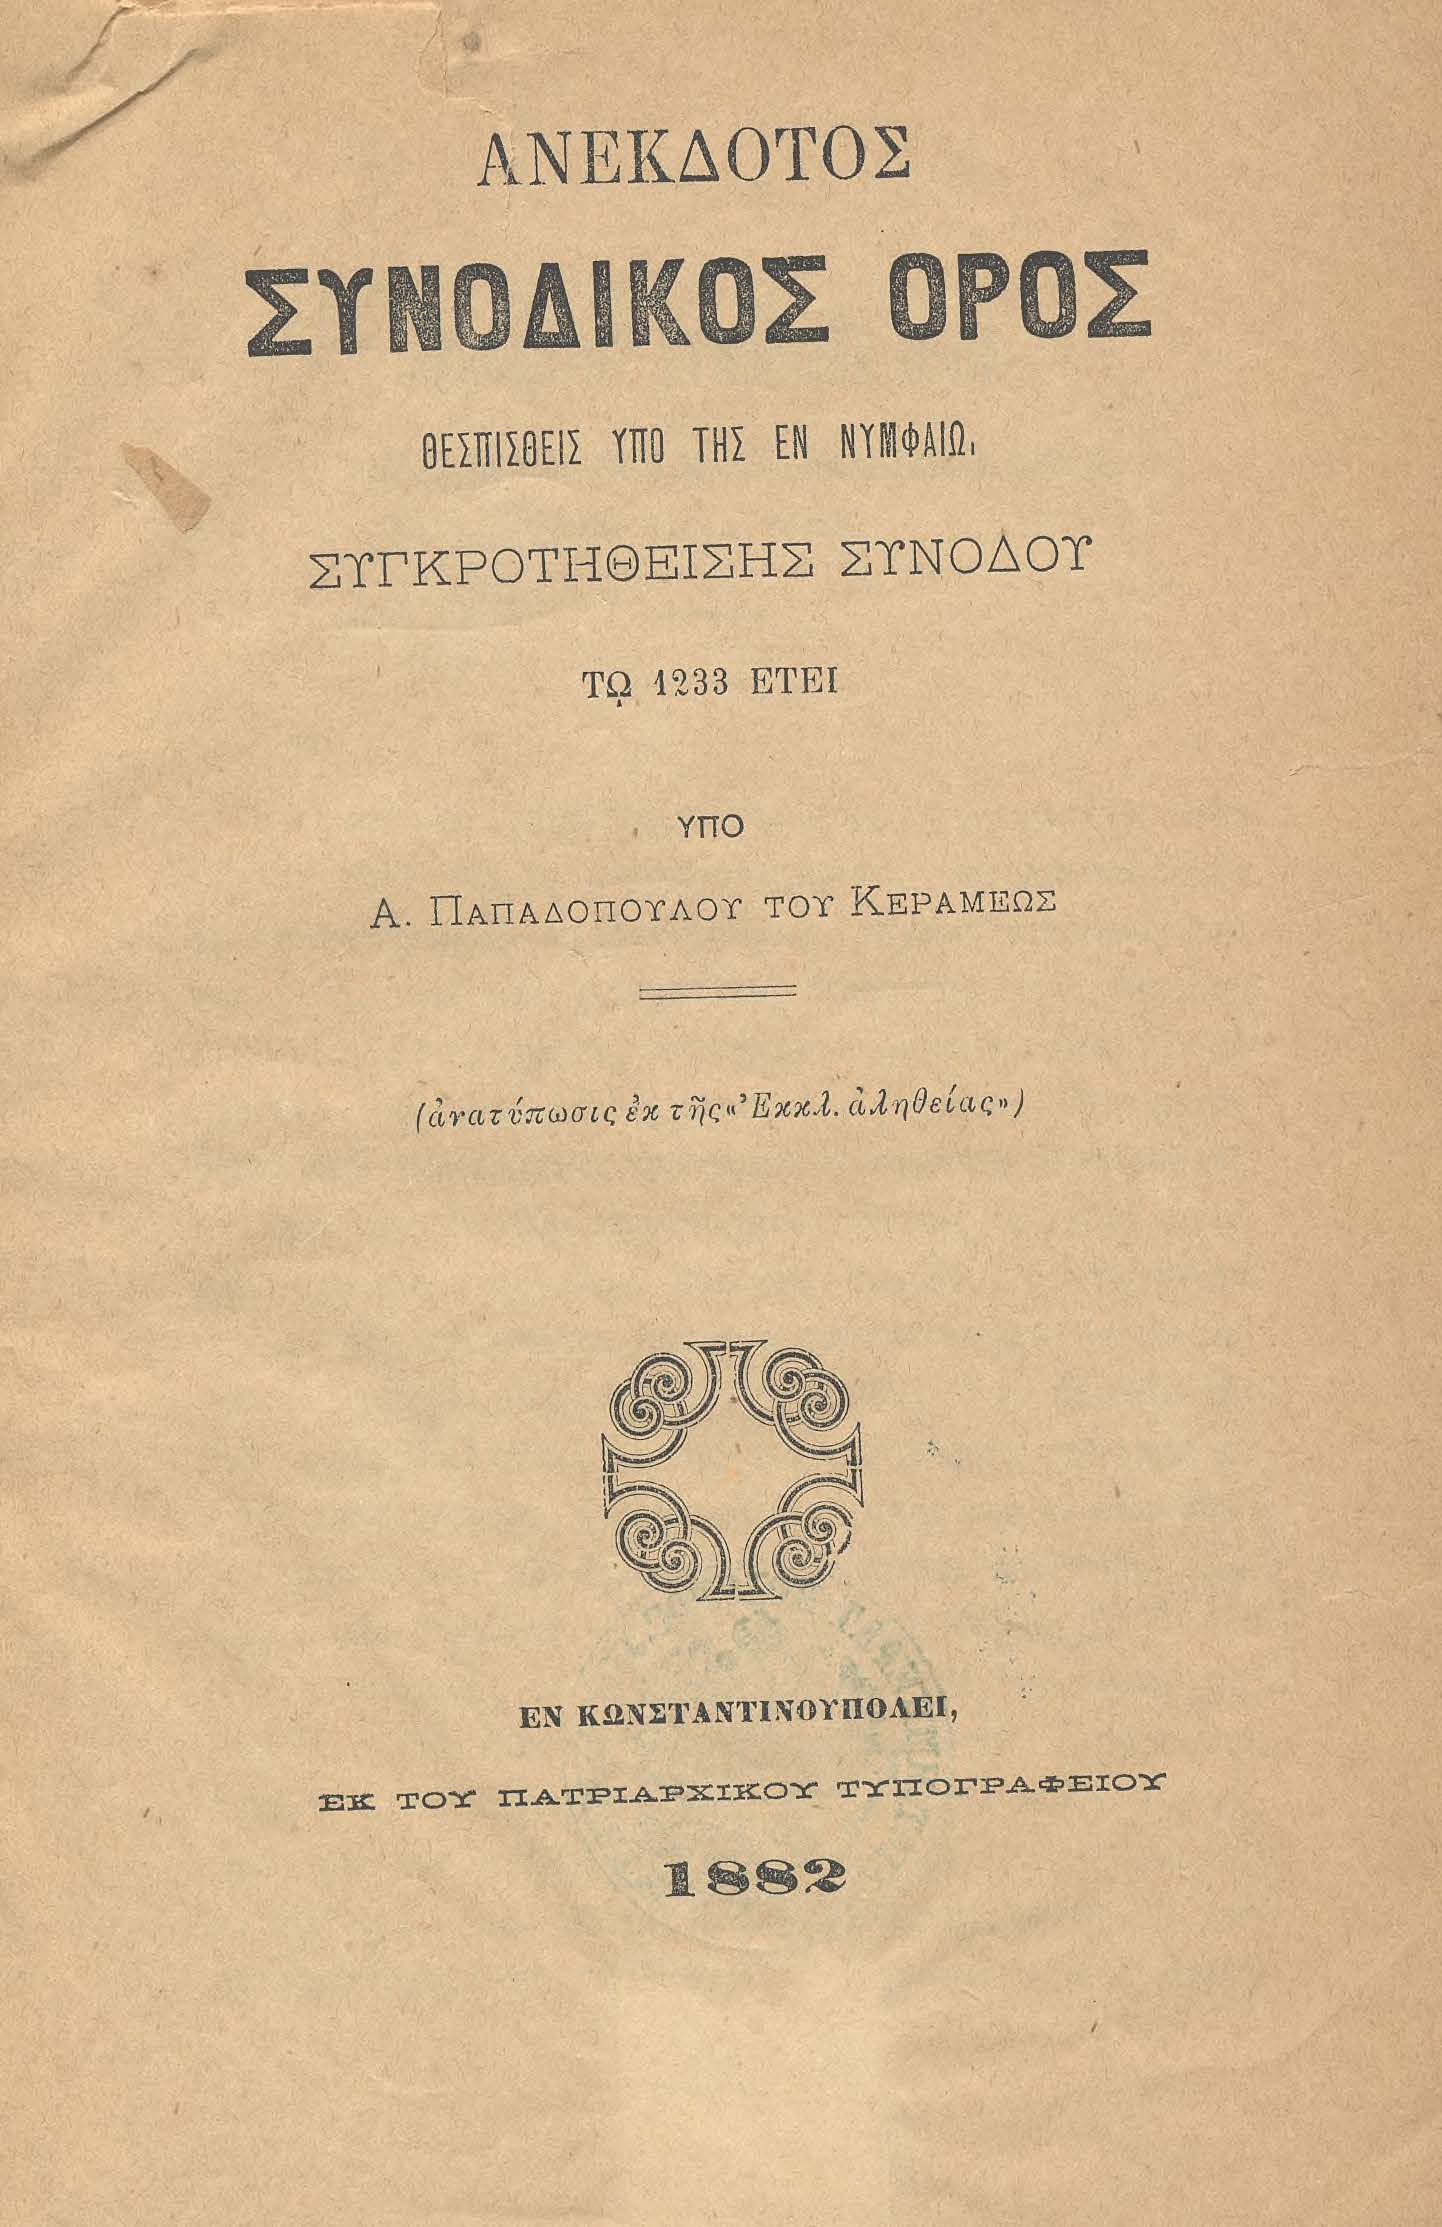 ΑΝΕΚΔΟΤΟΣ
ΣΥΝΟΔΙΚΟΣ ΟΡΟΣ
ΘΕΣΠΙΣΘΕΙΣ ΥΠΟ ΤΗΣ ΕΝ ΝΥΜΦΑΙΩ,
ΣΥΓΚΡΟΤΗΘΕΙΣΗΣ ΣΥΝΟΔΟΥ
Τῼ 1233 ΕΤΕΙ
ΥΠΟ
Α. ΠΑΠΑΔΟΠΟΥΛΟΥ ΤΟΥ ΚΕΡΑΜΕΩΣ
(ἀνατύπωσις ἐκ τῆς «Ἐκκλ. ἀληθείας»)
ΕΝ ΚΩΝΣΤΑΝΤΙΝΟΥΠΟΛΕΙ,
ΕΚ ΤΟΥ ΠΑΤΡΙΑΡΧΙΚΟΥ ΤΥΠΟΓΡΑΦΕΙΟΥ
1882